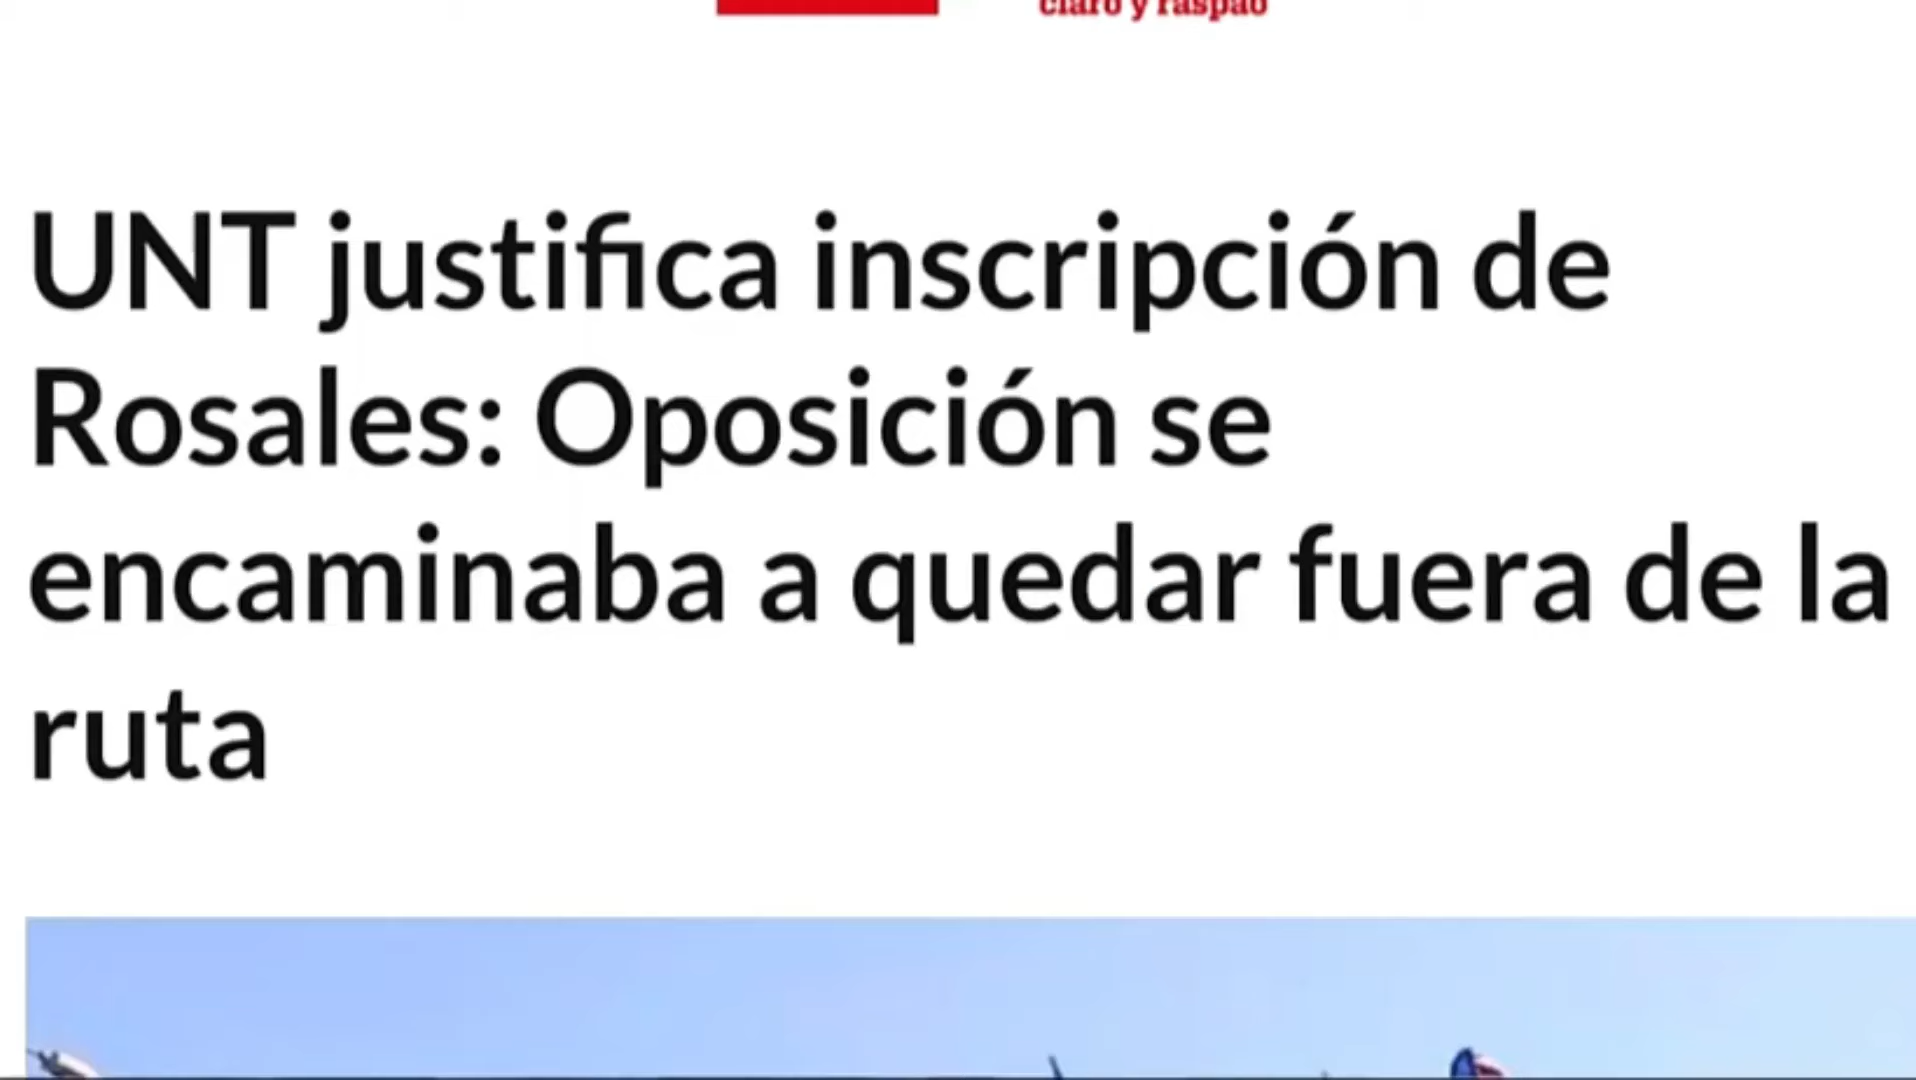 claro y raspao
UNT justifica inscripción de
Rosales: Oposición se
encaminaba a quedar fuera de la
ruta